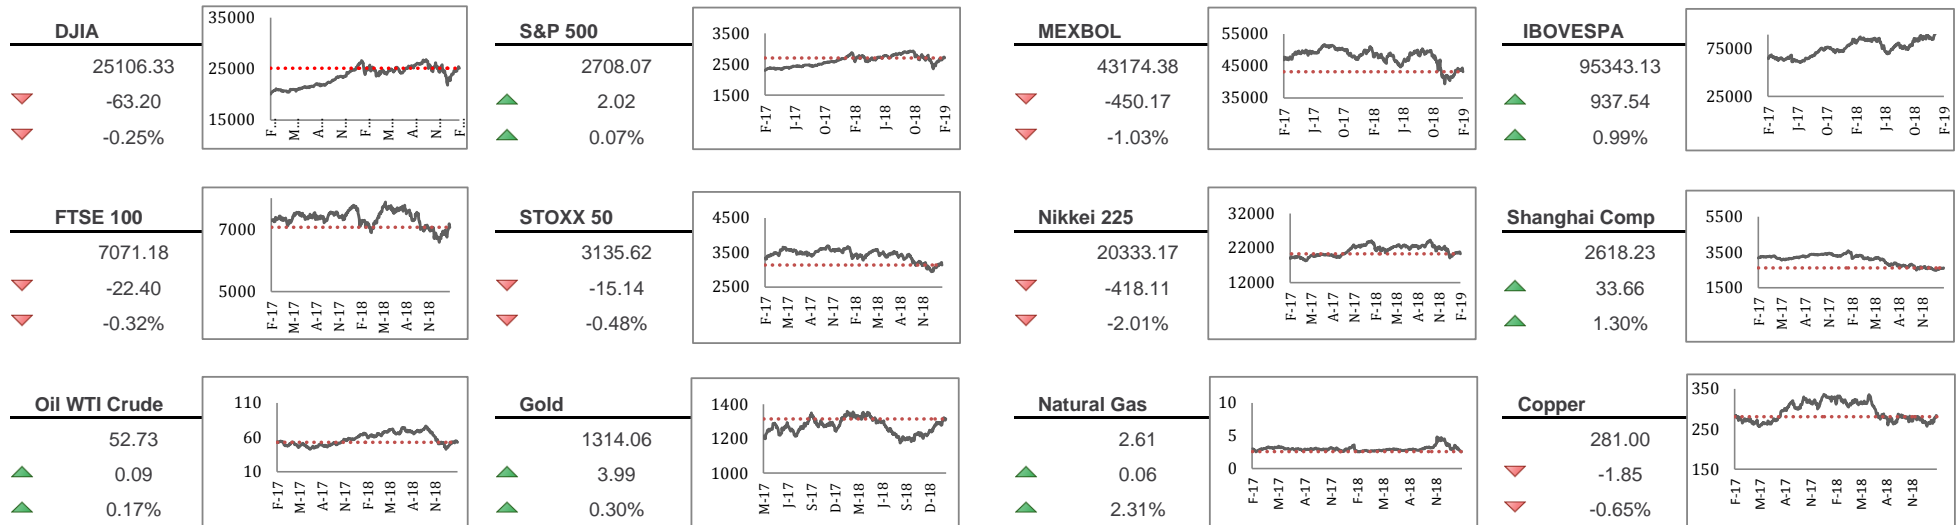 DJIA
25106.33
-63.20
-0.25%
35000
25000
15000
F...
M...
A...
N...
F...
M...
A...
N...
F...
S&P 500
2708.07
2.02
0.07%
3500
2500
1500
F-17
J-17
O-17
F-18
J-18
O-18
F-19
MEXBOL
43174.38
-450.17
-1.03%
55000
45000
35000
F-17
J-17
O-17
F-18
J-18
O-18
F-19
IBOVESPA
95343.13
937.54
0.99%
75000
25000
F-17
J-17
O-17
F-18
J-18
O-18
F-19
FTSE 100
7071.18
-22.40
-0.32%
7000
5000
F-17
M-17
A-17
N-17
F-18
M-18
A-18
N-18
STOXX 50
3135.62
-15.14
-0.48%
4500
3500
2500
F-17
M-17
A-17
N-17
F-18
M-18
A-18
N-18
Nikkei 225
20333.17
-418.11
-2.01%
32000
22000
12000
F-17
M-17
A-17
N-17
F-18
M-18
A-18
N-18
F-19
Shanghai Comp
2618.23
33.66
1.30%
5500
3500
1500
F-17
M-17
A-17
N-17
F-18
M-18
A-18
N-18
Oil WTI Crude
52.73
0.09
0.17%
110
60
10
F-17
M-17
A-17
N-17
F-18
M-18
A-18
N-18
Gold
1314.06
3.99
0.30%
1400
1200
1000
M-17
J-17
S-17
D-17
M-18
J-18
S-18
D-18
Natural Gas
2.61
0.06
2.31%
10
5
0
F-17
M-17
A-17
N-17
F-18
M-18
A-18
N-18
Copper
281.00
-1.85
-0.65%
350
250
150
F-17
M-17
A-17
N-17
F-18
M-18
A-18
N-18